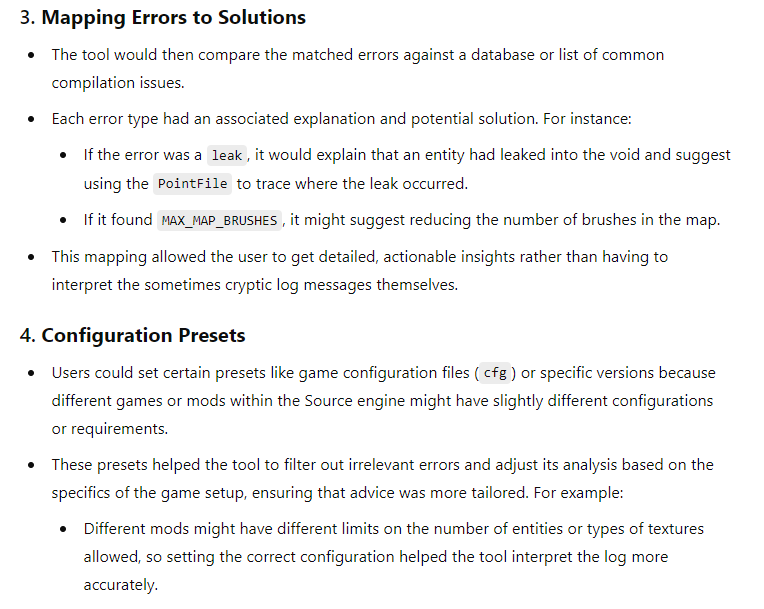 3. Mapping Errors to Solutions
• The tool would then compare the matched errors against a database or list of common
compilation issues.
• Each error type had an associated explanation and potential solution. For instance:
• If the error was a leak, it would explain that an entity had leaked into the void and suggest
using the PointFile to trace where the leak occurred.
• If it found MAX_MAP_BRUSHES, it might suggest reducing the number of brushes in the map.
• This mapping allowed the user to get detailed, actionable insights rather than having to
interpret the sometimes cryptic log messages themselves.
4. Configuration Presets
• Users could set certain presets like game configuration files (cfg) or specific versions because
different games or mods within the Source engine might have slightly different configurations
or requirements.
• These presets helped the tool to filter out irrelevant errors and adjust its analysis based on the
specifics of the game setup, ensuring that advice was more tailored. For example:
• Different mods might have different limits on the number of entities or types of textures
allowed, so setting the correct configuration helped the tool interpret the log more
accurately.